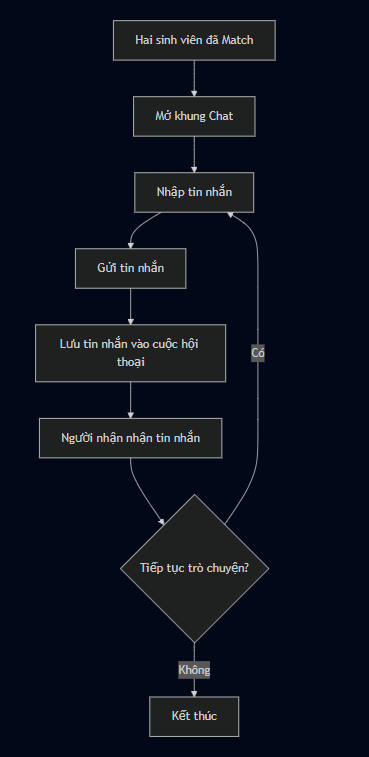 Hai sinh viên đã Match
Mở khung Chat
Nhập tin nhắn
Gửi tin nhắn
Lưu tin nhắn vào cuộc hội
thoại
Có
Người nhận nhận tin nhắn
Tiếp tục trò chuyện?
Không
Kết thúc